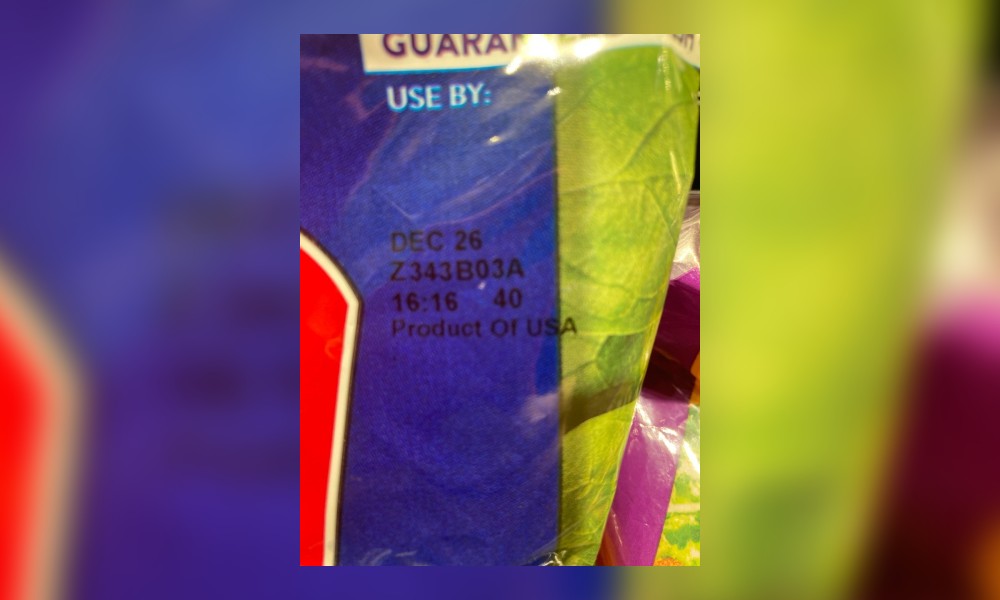 USE BY:
DEC 26
Z343B03A
16:16 40
Product Of USA